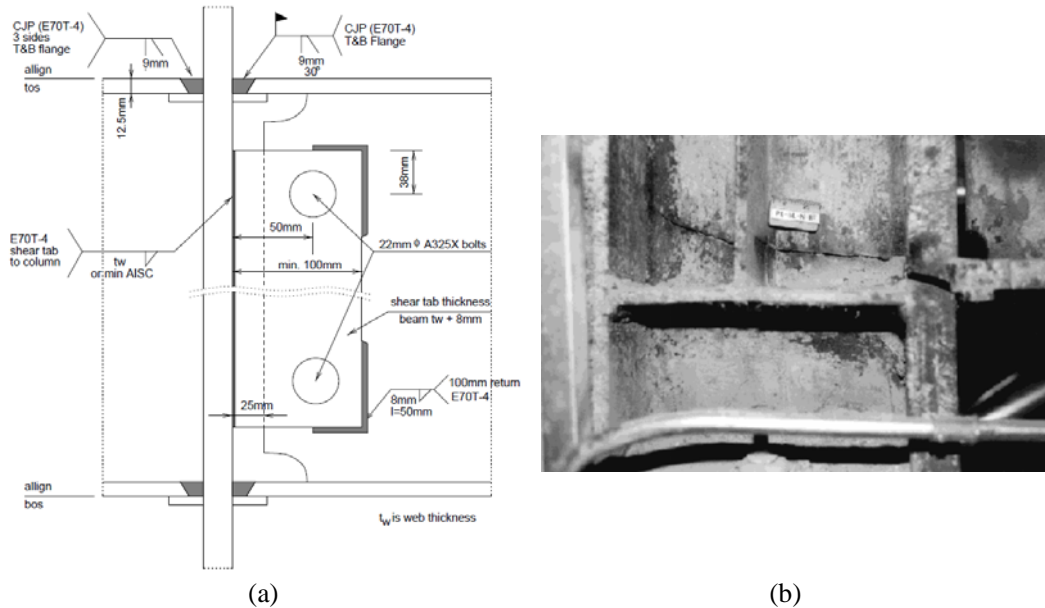 CJP (E70T-4)
3 sides
T&B flange
9mm
CJP (E70T-4)
T&B Flange
9mm
30°
allign
tos
12.5mm
38mm
50mm
E70T-4
shear tab
to column
tw
or min AISC
22mm ϕ A325X bolts
min. 100mm
shear tab thickness
beam tw + 8mm
25mm
8mm
l=50mm
100mm return
E70T-4
allign
bos
tw is web thickness
(a)
(b)